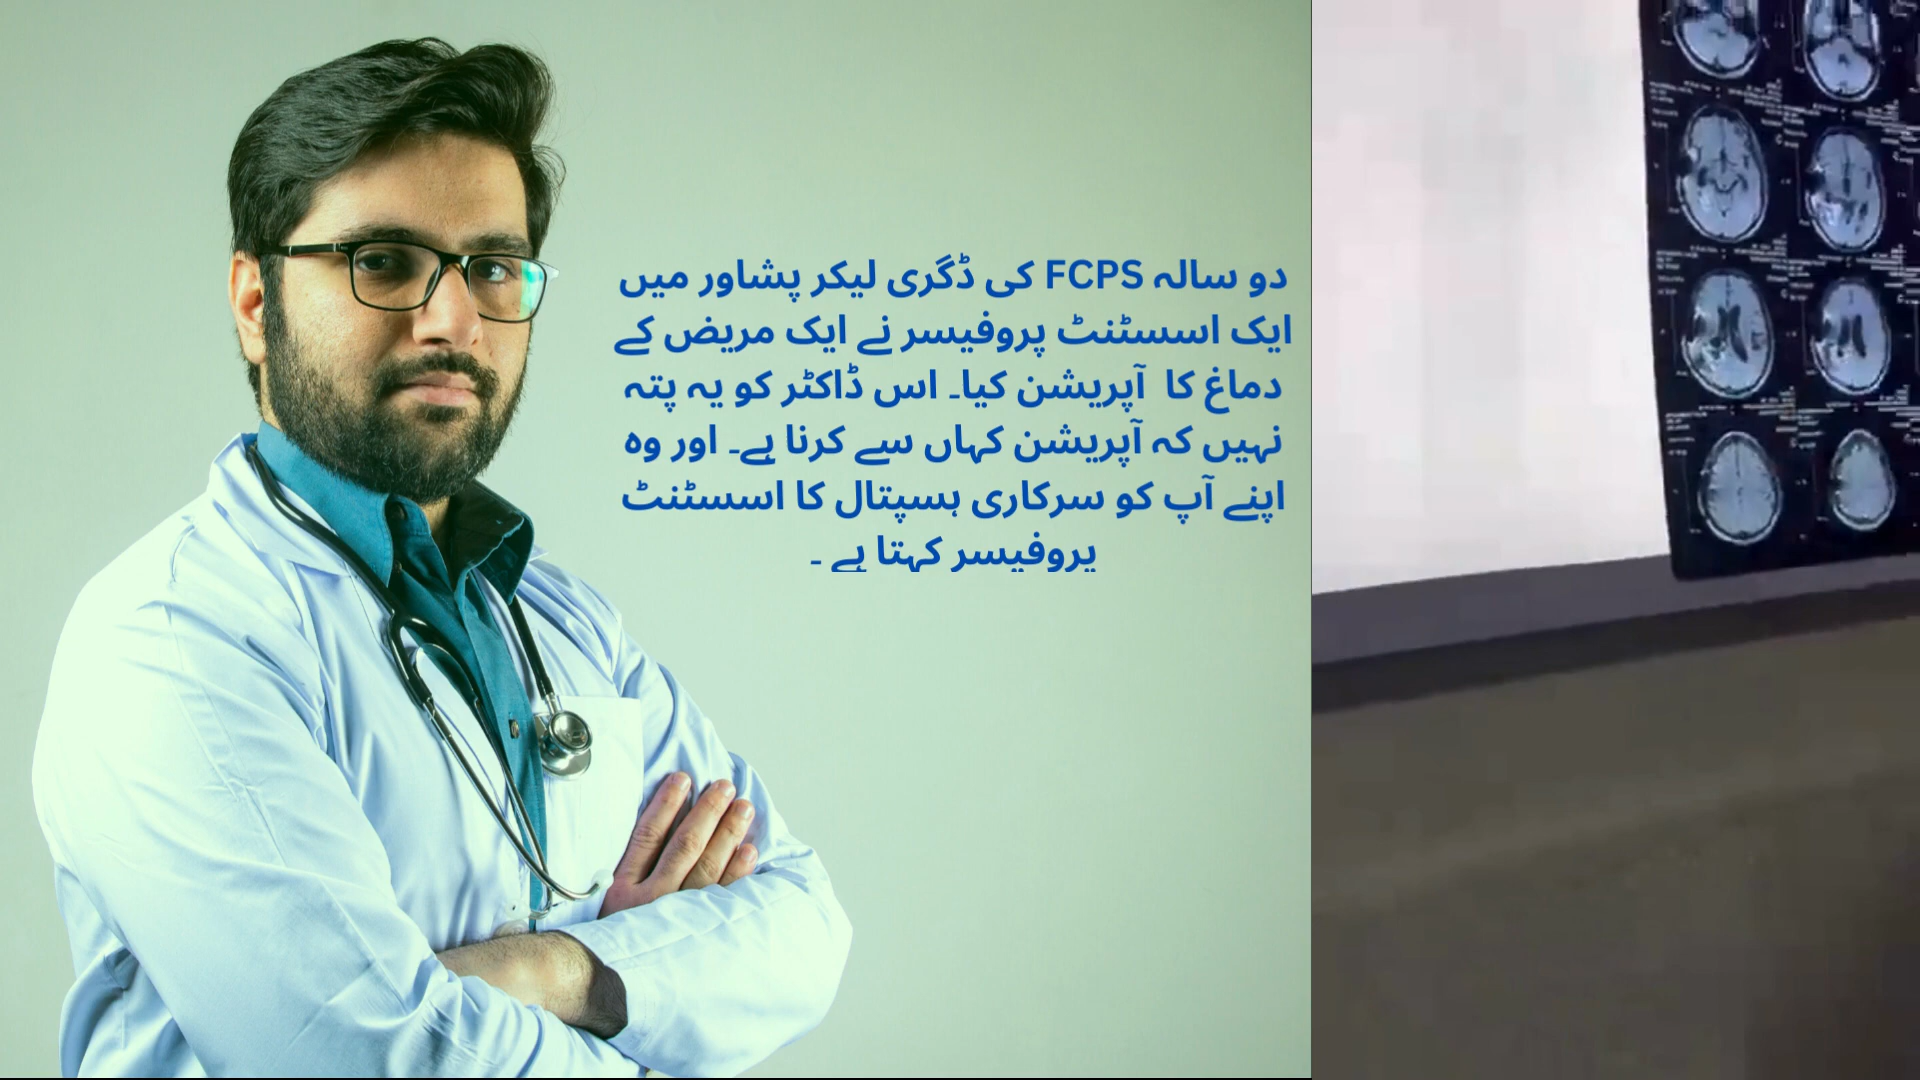 دو سالہ FCPS کی ڈگری لیکر پشاور میں
ایک اسسٹنٹ پروفیسر نے ایک مریض کے
دماغ کا آپریشن کیا۔ اس ڈاکٹر کو یہ پتہ
نہیں کہ آپریشن کہاں سے کرنا ہے۔ اور وہ
اپنے آپ کو سرکاری ہسپتال کا اسسٹنٹ
پروفیسر کہتا ہے ۔